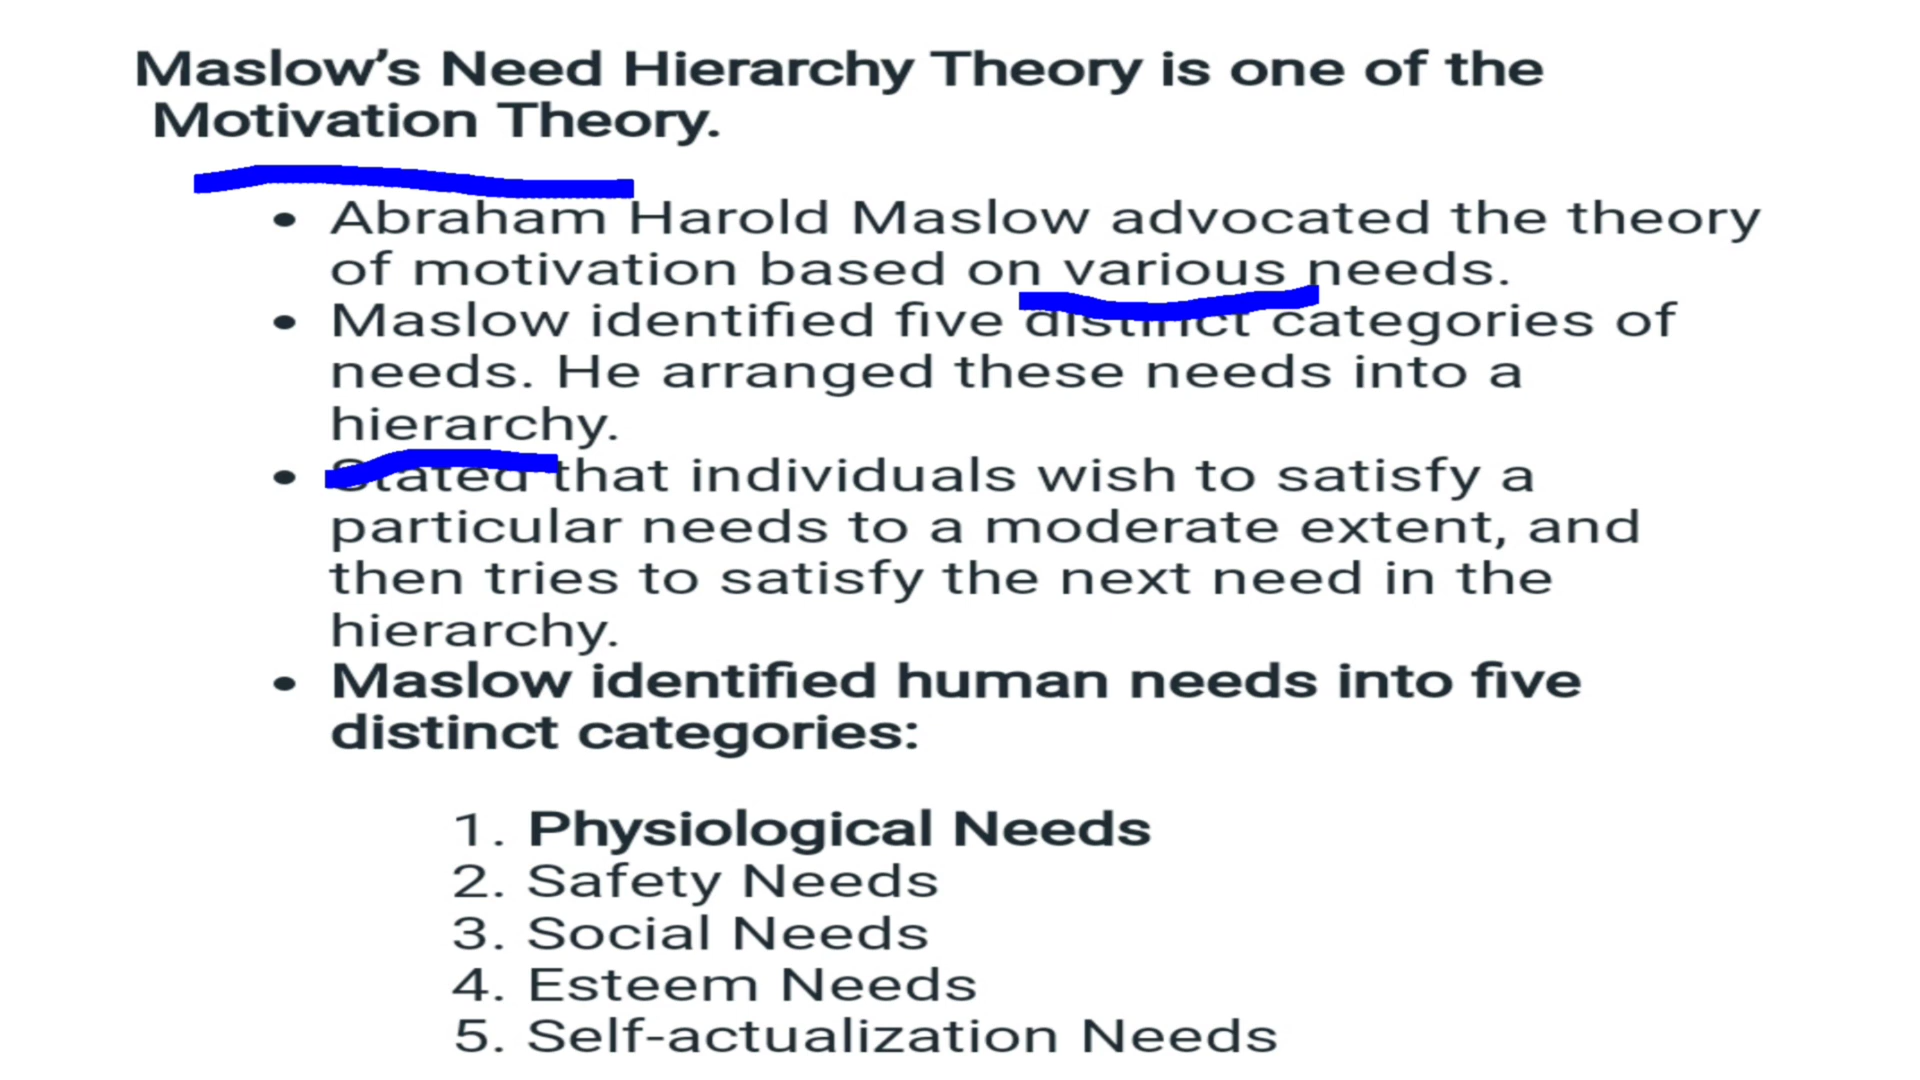 Maslow’s Need Hierarchy Theory is one of the
Motivation Theory.
• Abraham Harold Maslow advocated the theory
of motivation based on various needs.
• Maslow identified five distinct categories of
needs. He arranged these needs into a
hierarchy.
• Stated that individuals wish to satisfy a
particular needs to a moderate extent, and
then tries to satisfy the next need in the
hierarchy.
• Maslow identified human needs into five
distinct categories:
1. Physiological Needs
2. Safety Needs
3. Social Needs
4. Esteem Needs
5. Self-actualization Needs